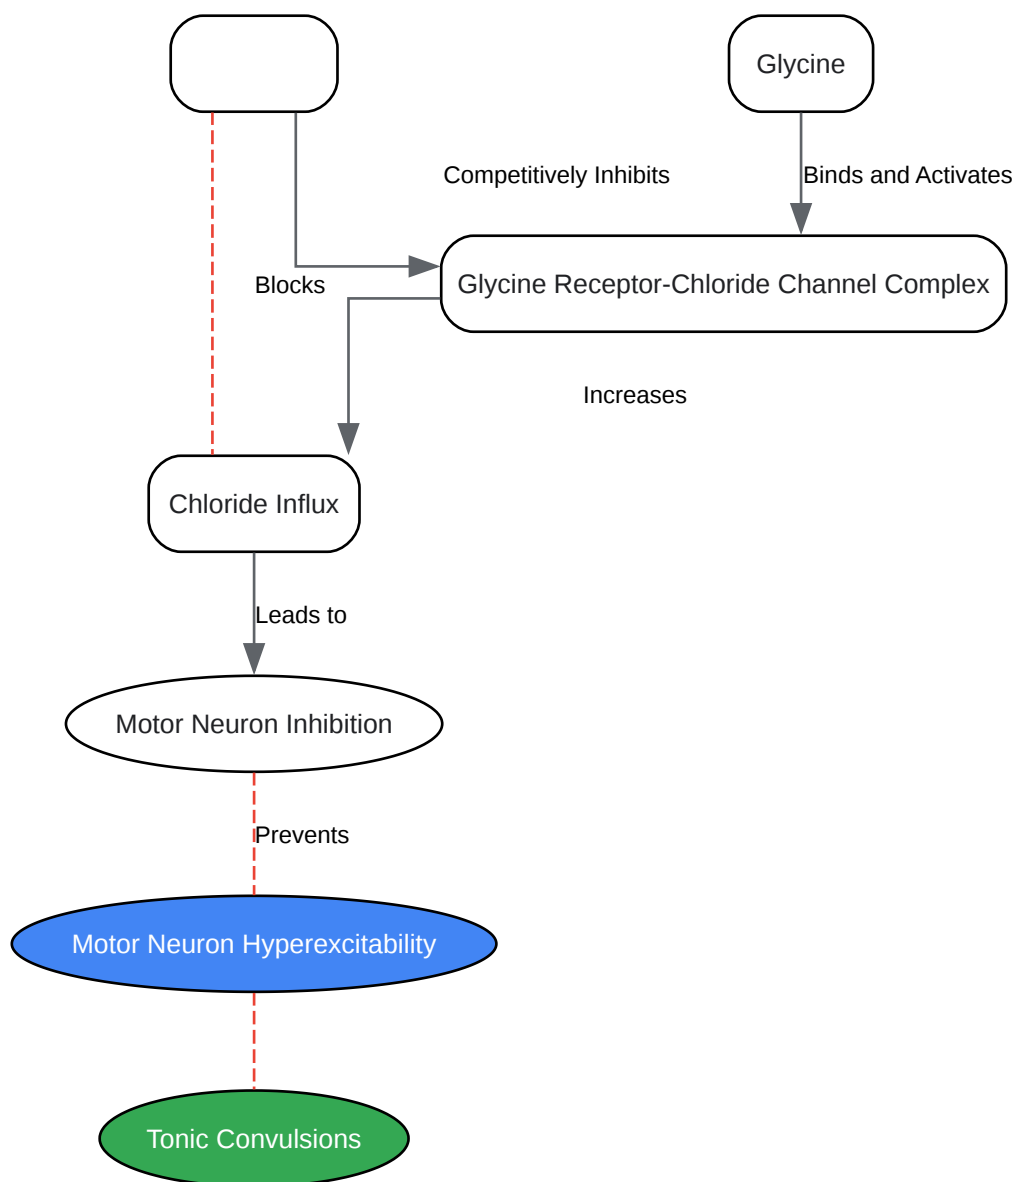 Glycine
Competitively Inhibits
Binds and Activates
Blocks
Glycine Receptor-Chloride Channel Complex
Increases
Chloride Influx
Leads to
Motor Neuron Inhibition
Prevents
Motor Neuron Hyperexcitability
Tonic Convulsions